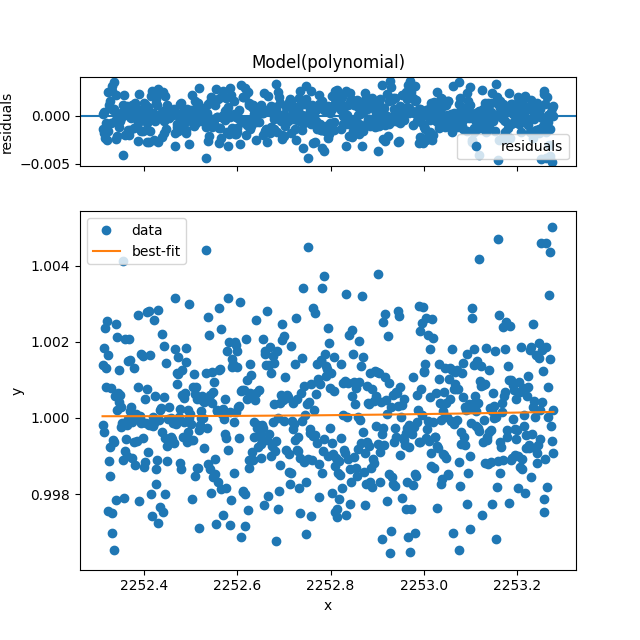 Model(polynomial)
residuals
0.000
−0.005
residuals
data
best-fit
y
1.004
1.002
1.000
0.998
2252.4 2252.6 2252.8 2253.0 2253.2
x